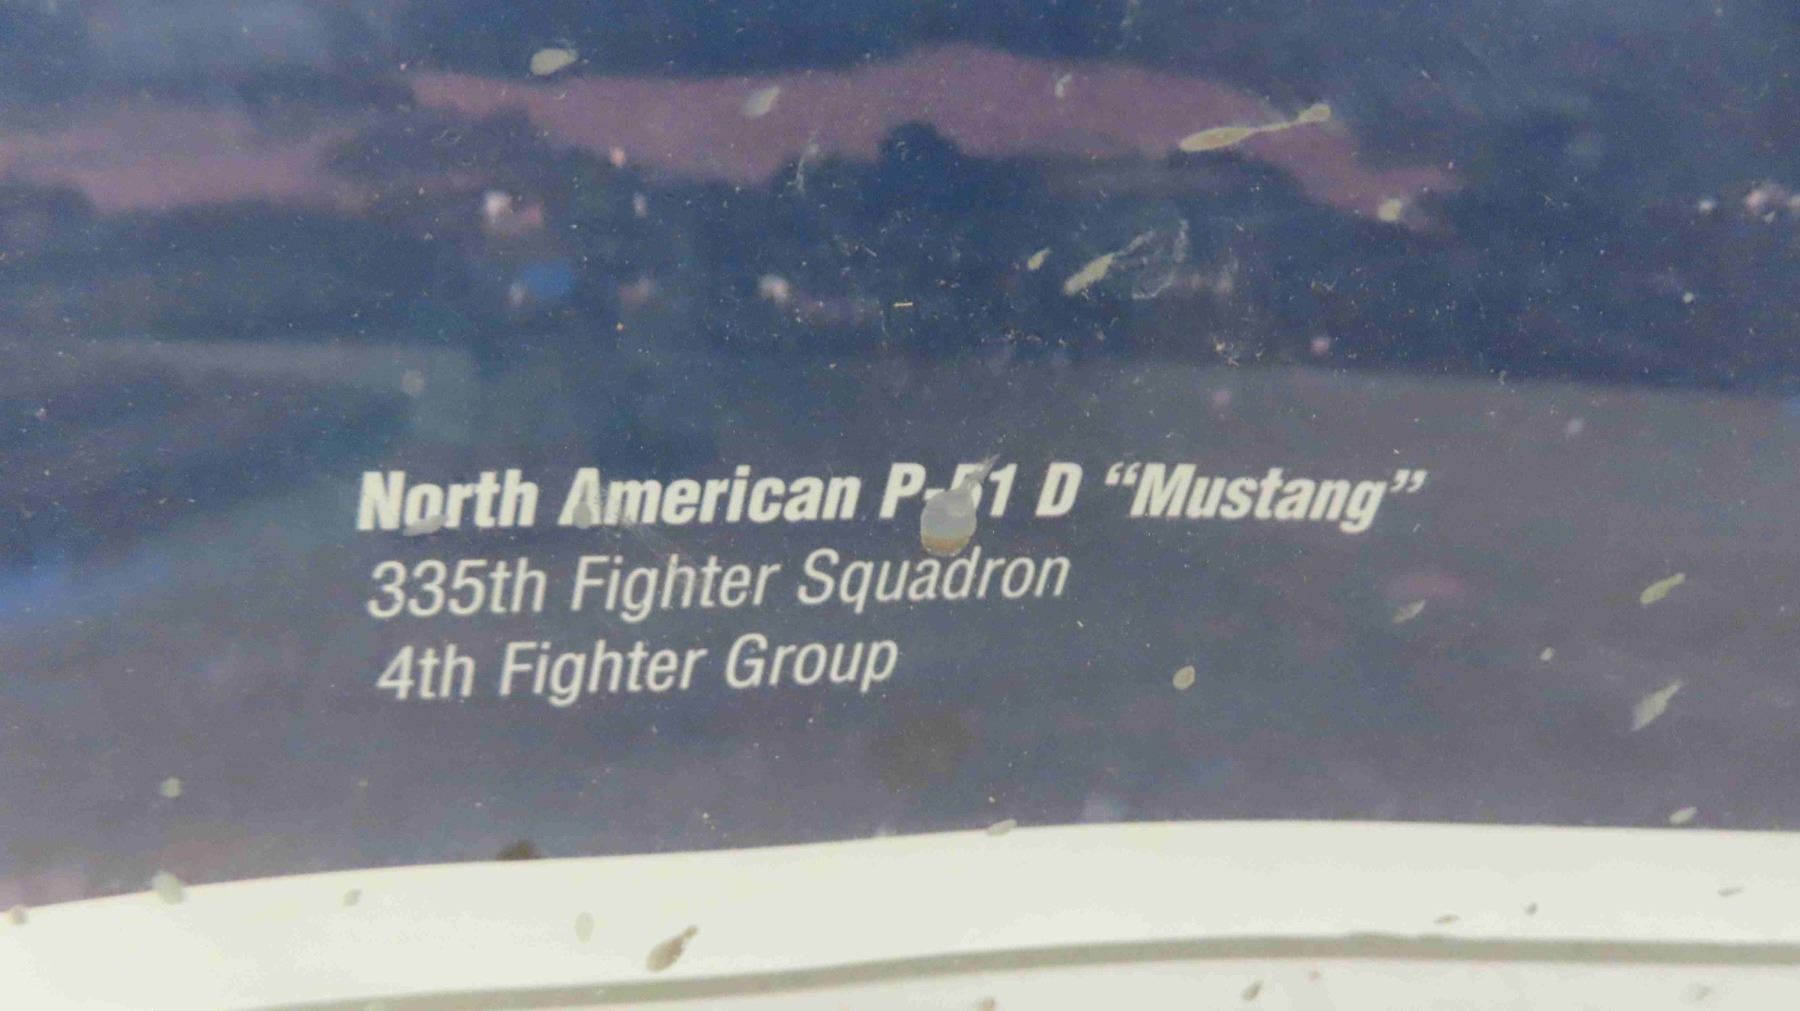 North American P-51 D “Mustang”
335th Fighter Squadron
4th Fighter Group